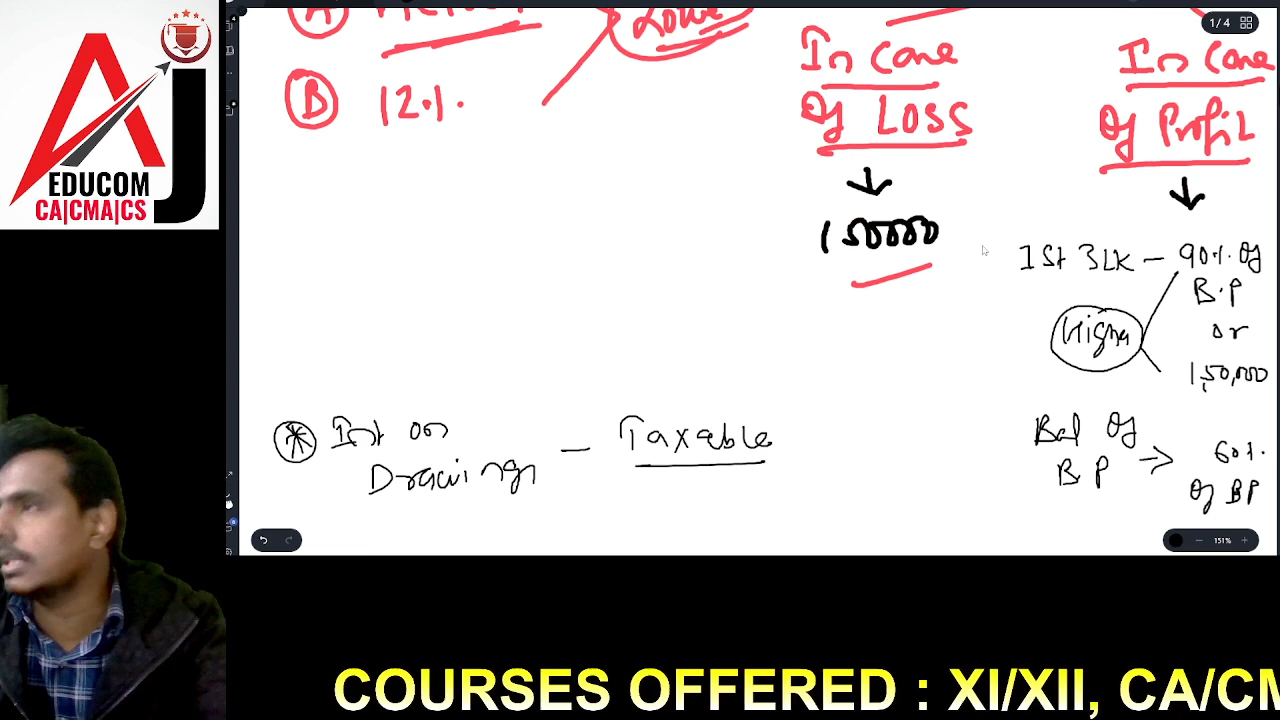 AJ
EDUCOM
CA|CMA|CS
1/4
(A)
(B) 12%.
In Case
Of LOSS
150000
In Case
Of Profit
1st 3LK - 90% Of
B.P
or
1,50,000
Higher
Bal Of
B P
60%.
Of BP
* Int on
Drawings - Taxable
151%
COURSES OFFERED : XI/XII, CA/CM